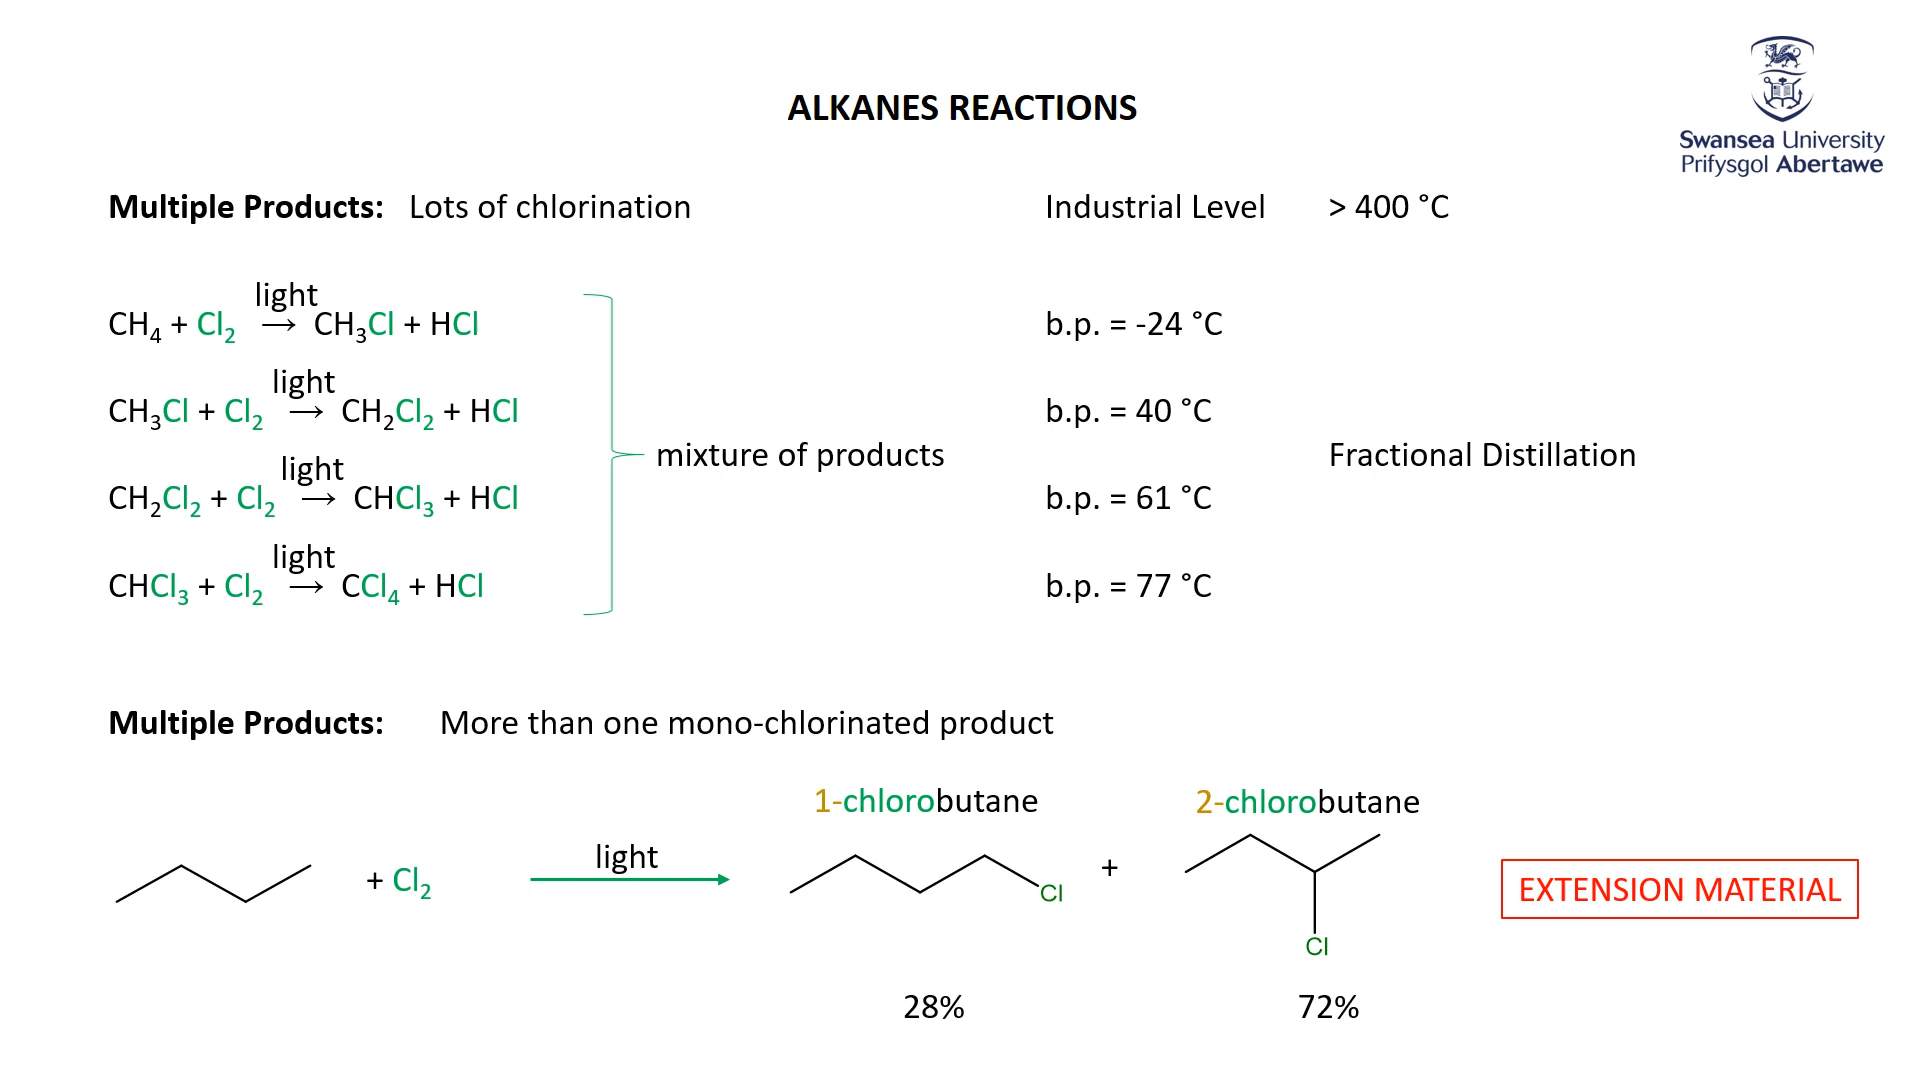 ALKANES REACTIONS
Swansea University
Prifysgol Abertawe
Multiple Products: Lots of chlorination
Industrial Level > 400 °C
light
CH₄ + Cl₂ → CH₃Cl + HCl
b.p. = -24 °C
light
CH₃Cl + Cl₂ → CH₂Cl₂ + HCl
b.p. = 40 °C
mixture of products
Fractional Distillation
light
CH₂Cl₂ + Cl₂ → CHCl₃ + HCl
b.p. = 61 °C
light
CHCl₃ + Cl₂ → CCl₄ + HCl
b.p. = 77 °C
Multiple Products: More than one mono-chlorinated product
1-chlorobutane
2-chlorobutane
light
+ Cl₂
Cl
+
Cl
EXTENSION MATERIAL
28%
72%